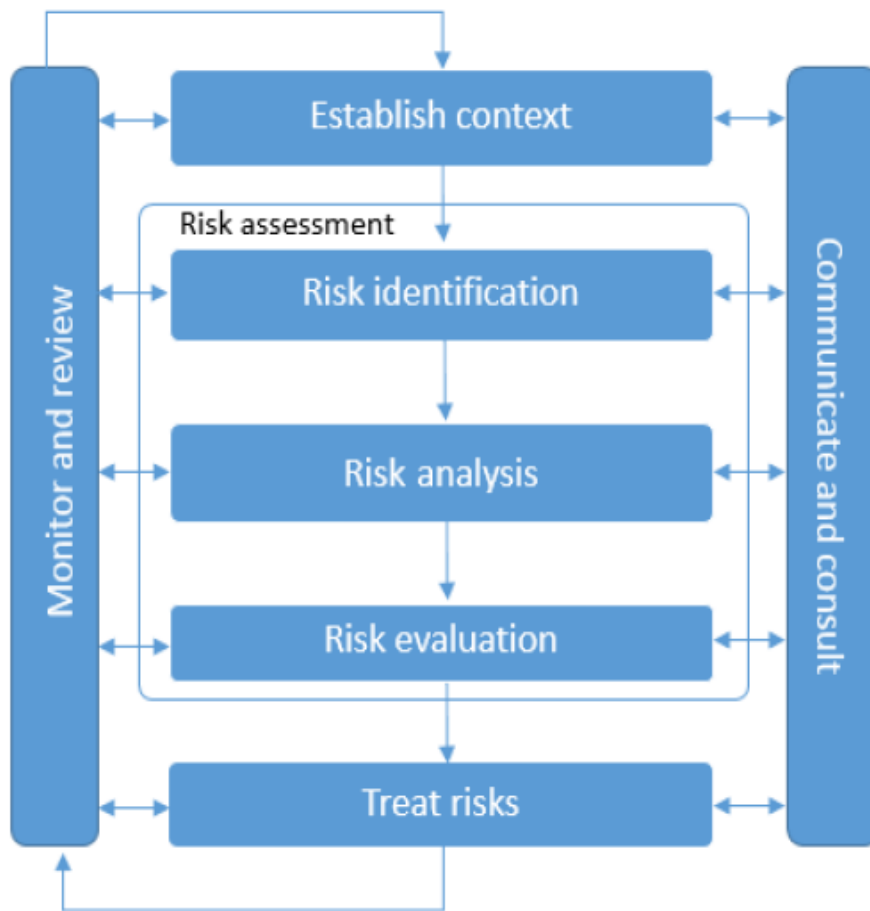 Establish context
Risk assessment
Risk identification
Risk analysis
Risk evaluation
Treat risks
Monitor and review
Communicate and consult